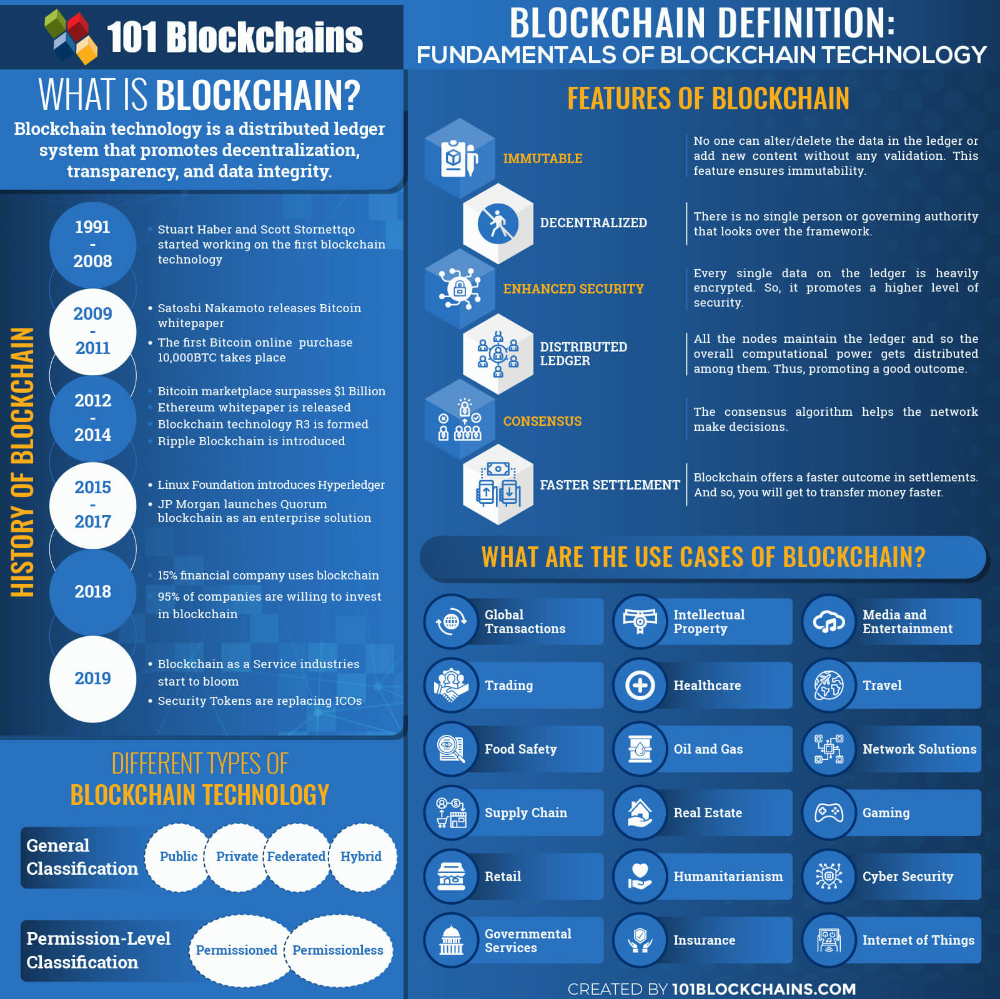 101 Blockchains
BLOCKCHAIN DEFINITION:
FUNDAMENTALS OF BLOCKCHAIN TECHNOLOGY
WHAT IS BLOCKCHAIN?
Blockchain technology is a distributed ledger
system that promotes decentralization,
transparency, and data integrity.
HISTORY OF BLOCKCHAIN
1991
-
2008
• Stuart Haber and Scott Stornettqo
started working on the first blockchain
technology
2009
-
2011
• Satoshi Nakamoto releases Bitcoin
whitepaper
• The first Bitcoin online purchase
10,000BTC takes place
2012
-
2014
• Bitcoin marketplace surpasses $1 Billion
• Ethereum whitepaper is released
• Blockchain technology R3 is formed
• Ripple Blockchain is introduced
2015
-
2017
• Linux Foundation introduces Hyperledger
• JP Morgan launches Quorum
blockchain as an enterprise solution
2018
• 15% financial company uses blockchain
• 95% of companies are willing to invest
in blockchain
2019
• Blockchain as a Service industries
start to bloom
• Security Tokens are replacing ICOs
DIFFERENT TYPES OF
BLOCKCHAIN TECHNOLOGY
General
Classification
Public
Private
Federated
Hybrid
Permission-Level
Classification
Permissioned
Permissionless
FEATURES OF BLOCKCHAIN
IMMUTABLE
No one can alter/delete the data in the ledger or
add new content without any validation. This
feature ensures immutability.
DECENTRALIZED
There is no single person or governing authority
that looks over the framework.
ENHANCED SECURITY
Every single data on the ledger is heavily
encrypted. So, it promotes a higher level of
security.
DISTRIBUTED
LEDGER
All the nodes maintain the ledger and so the
overall computational power gets distributed
among them. Thus, promoting a good outcome.
CONSENSUS
The consensus algorithm helps the network
make decisions.
FASTER SETTLEMENT
Blockchain offers a faster outcome in settlements.
And so, you will get to transfer money faster.
WHAT ARE THE USE CASES OF BLOCKCHAIN?
Global
Transactions
Intellectual
Property
Media and
Entertainment
Trading
Healthcare
Travel
Food Safety
Oil and Gas
Network Solutions
Supply Chain
Real Estate
Gaming
Retail
Humanitarianism
Cyber Security
Governmental
Services
Insurance
Internet of Things
CREATED BY 101BLOCKCHAINS.COM